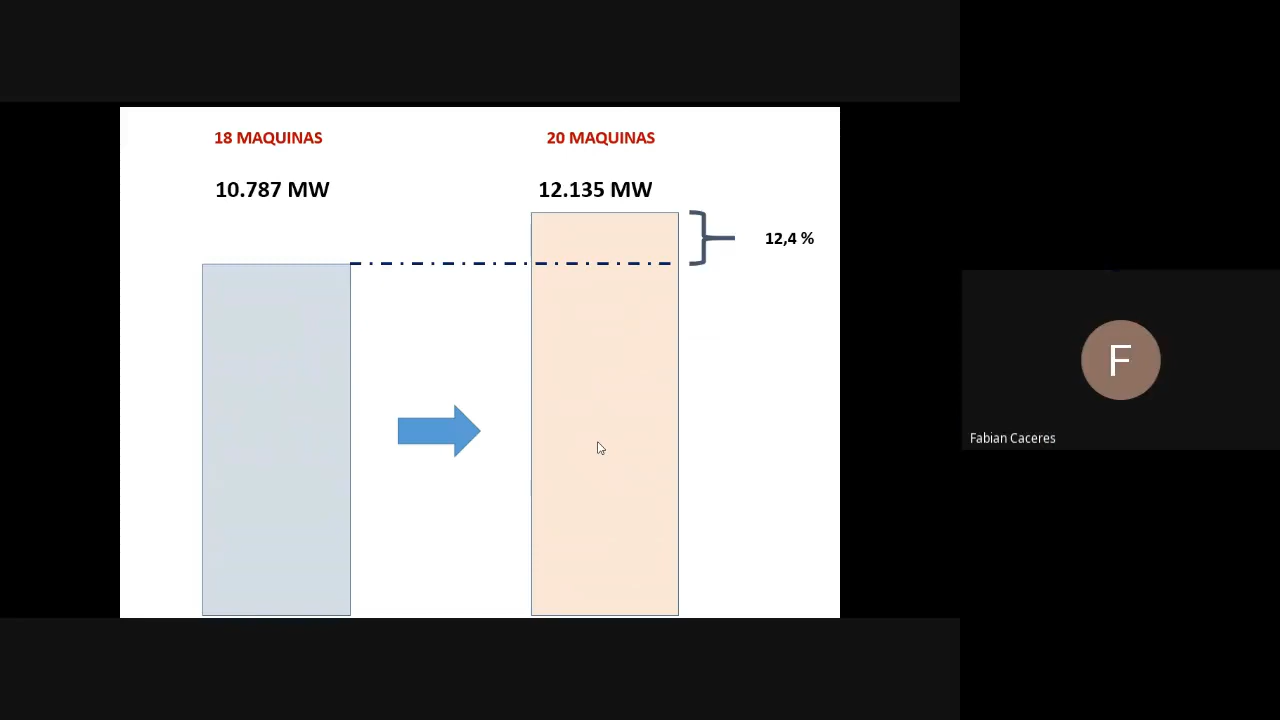 18 MAQUINAS
20 MAQUINAS
10.787 MW
12.135 MW
12,4 %
F
Fabian Caceres